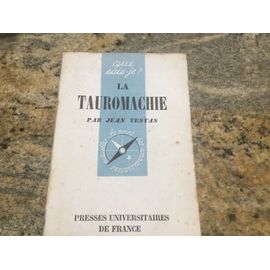 que
sais-je?
LA
TAUROMACHIE
PAR JEAN TESTAS
PRESSES UNIVERSITAIRES
DE FRANCE